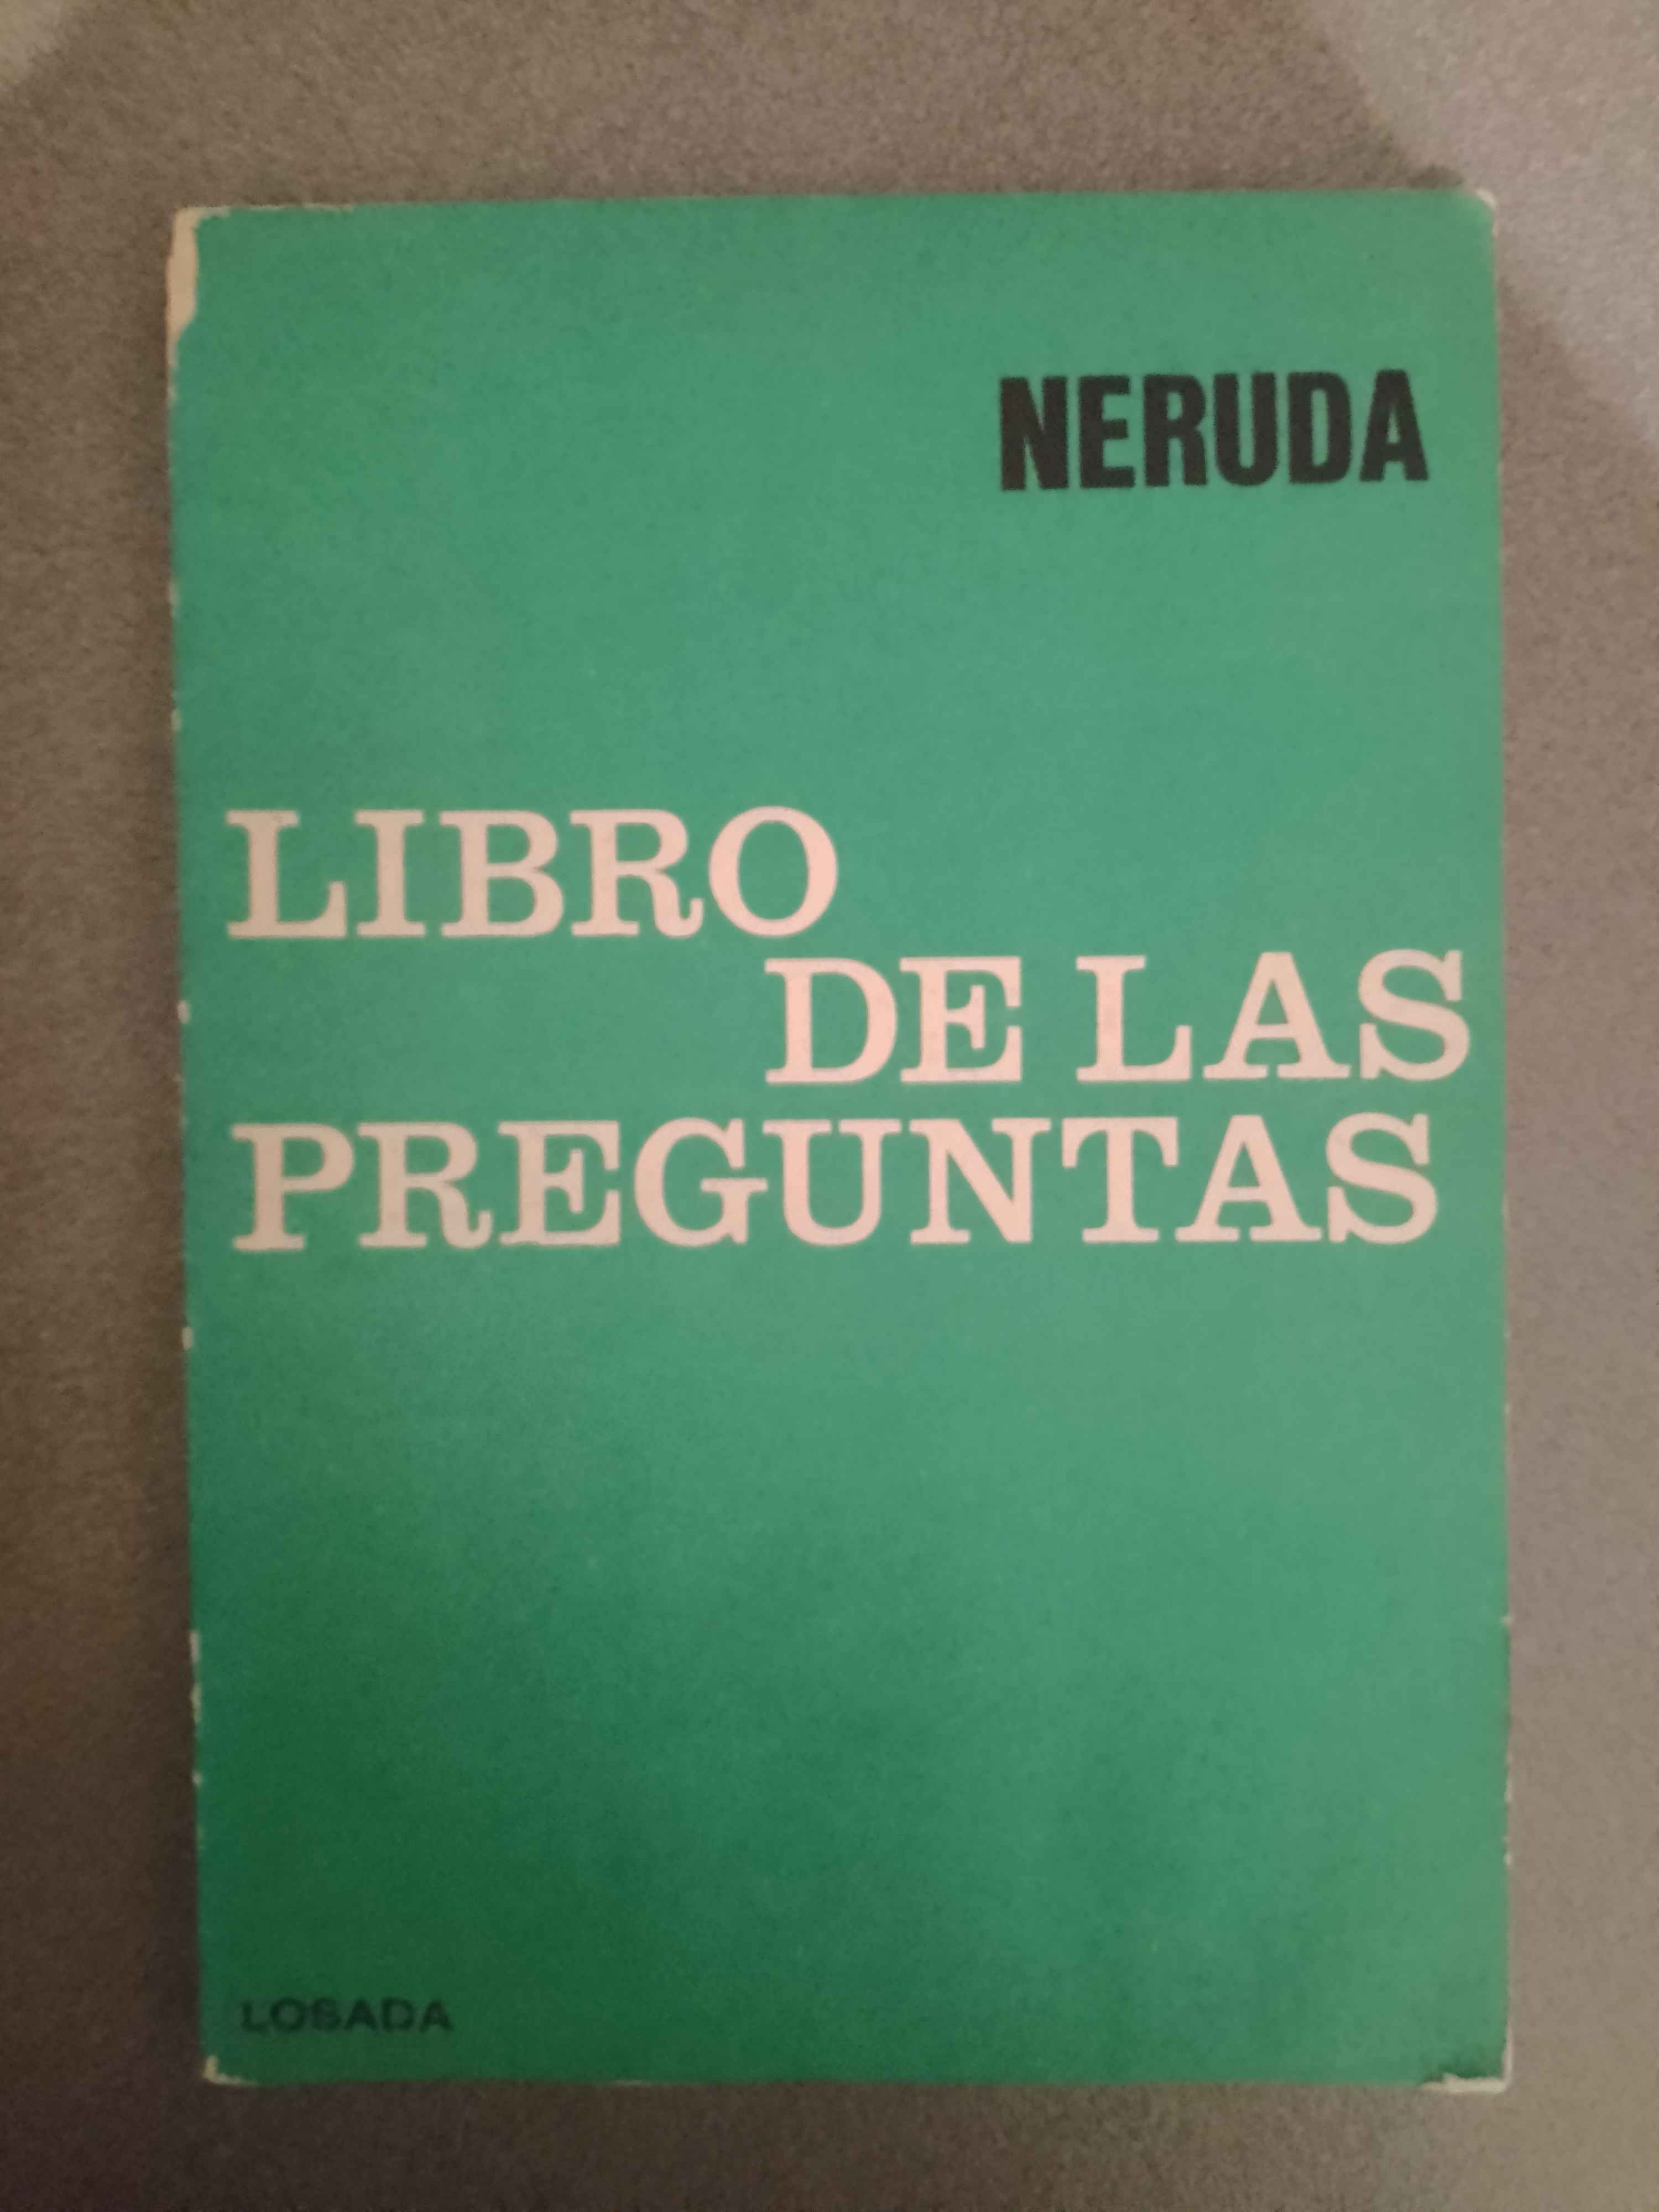 NERUDA
LIBRO
DE LAS
PREGUNTAS
LOSADA